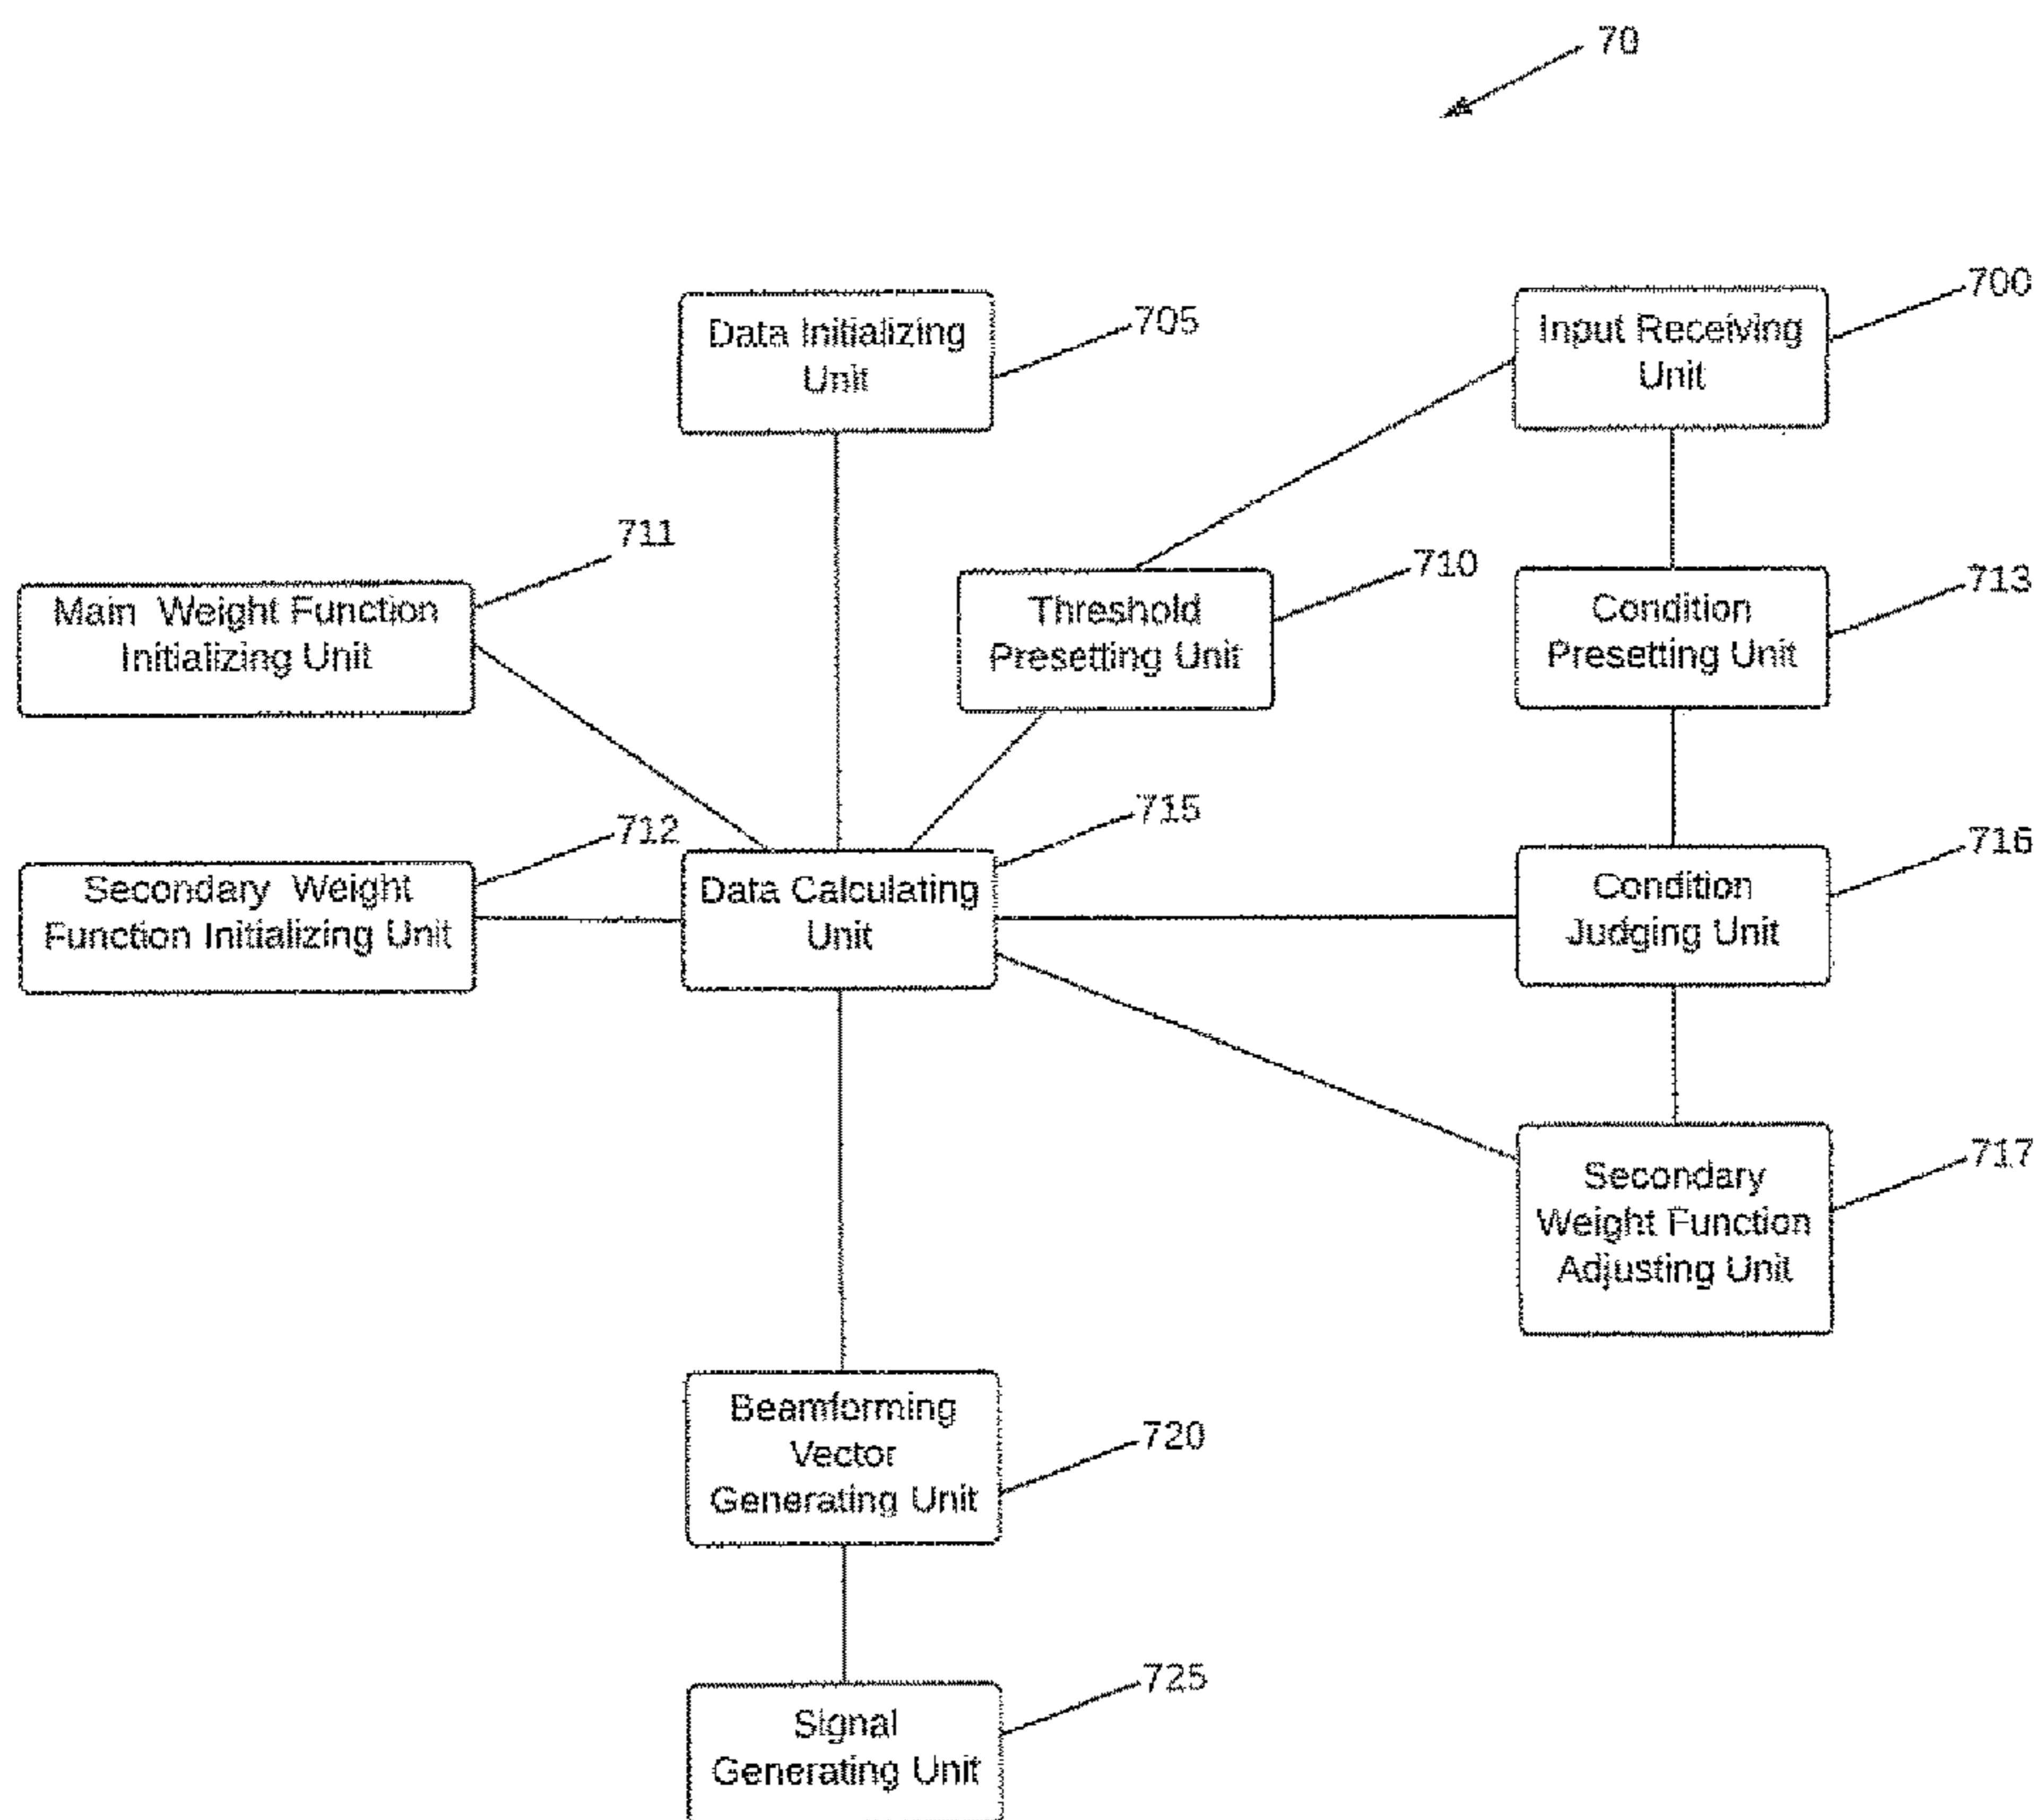 70
700
Data Initializing
Unit
705
Input Receiving
Unit
711
710
713
Main Weight Function
Initializing Unit
Threshold
Presetting Unit
Condition
Presetting Unit
712
715
716
Secondary Weight
Function Initializing Unit
Data Calculating
Unit
Condition
Judging Unit
717
Secondary
Weight Function
Adjusting Unit
Beamforming
Vector
Generating Unit
720
725
Signal
Generating Unit